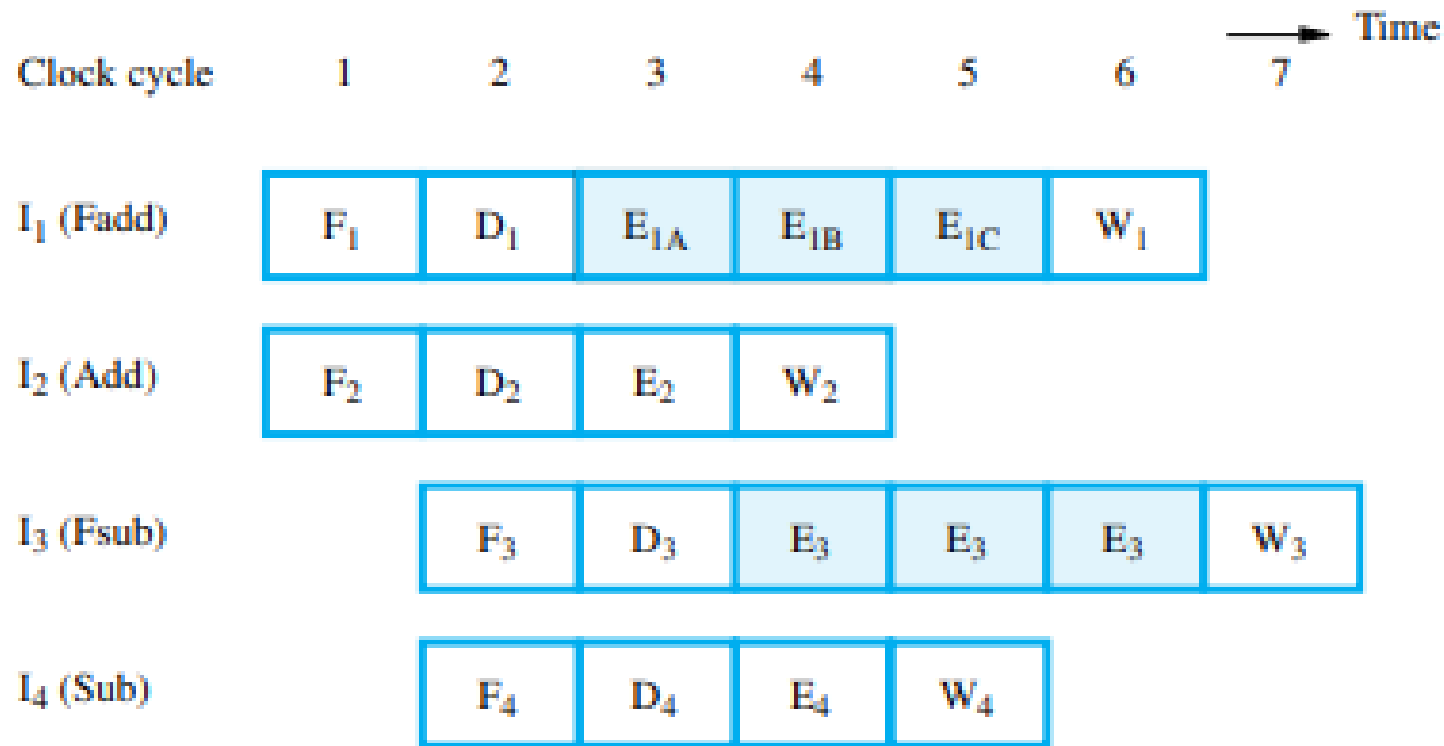 Time
Clock cycle 1 2 3 4 5 6 7
I₁ (Fadd) F₁ D₁ E₁A E₁B E₁C W₁
I₂ (Add) F₂ D₂ E₂ W₂
I₃ (Fsub) F₃ D₃ E₃ E₃ E₃ W₃
I₄ (Sub) F₄ D₄ E₄ W₄